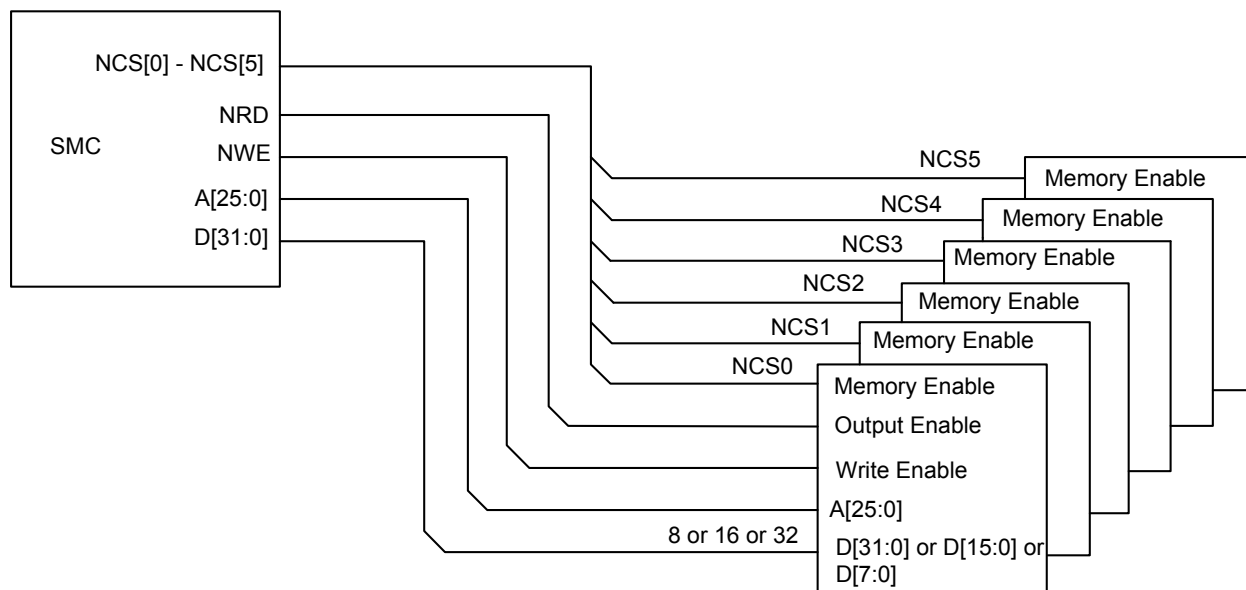 NCS[0] - NCS[5]
NRD
SMC
NWE
A[25:0]
D[31:0]
NCS5
Memory Enable
NCS4
Memory Enable
NCS3
Memory Enable
NCS2
Memory Enable
NCS1
Memory Enable
NCS0
Memory Enable
Output Enable
Write Enable
A[25:0]
8 or 16 or 32
D[31:0] or D[15:0] or
D[7:0]